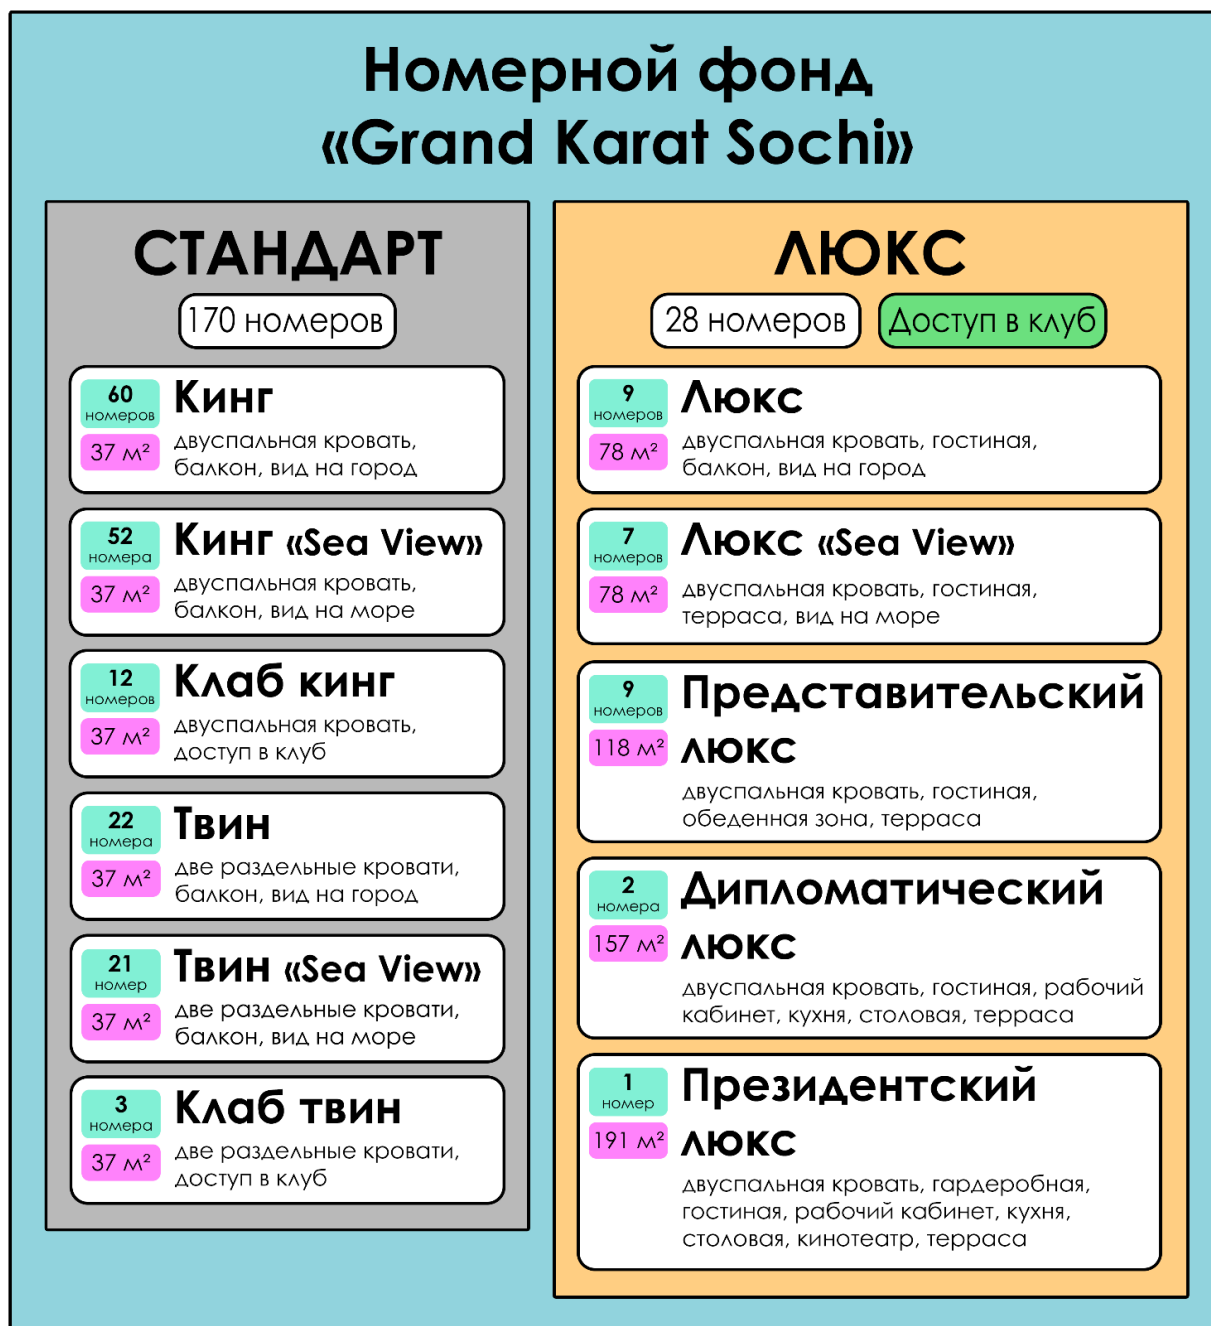 Номерной фонд
«Grand Karat Sochi»
СТАНДАРТ
170 номеров
60
номеров
37 м²
Кинг
двуспальная кровать,
балкон, вид на город
52
номера
37 м²
Кинг «Sea View»
двуспальная кровать,
балкон, вид на море
12
номеров
37 м²
Клаб кинг
двуспальная кровать,
доступ в клуб
22
номера
37 м²
Твин
две раздельные кровати,
балкон, вид на город
21
номер
37 м²
Твин «Sea View»
две раздельные кровати,
балкон, вид на море
3
номера
37 м²
Клаб твин
две раздельные кровати,
доступ в клуб
ЛЮКС
28 номеров
Доступ в клуб
9
номеров
78 м²
Люкс
двуспальная кровать, гостиная,
балкон, вид на город
7
номеров
78 м²
Люкс «Sea View»
двуспальная кровать, гостиная,
терраса, вид на море
9
номеров
118 м²
Представительский
люкс
двуспальная кровать, гостиная,
обеденная зона, терраса
2
номера
157 м²
Дипломатический
люкс
двуспальная кровать, гостиная, рабочий
кабинет, кухня, столовая, терраса
1
номер
191 м²
Президентский
люкс
двуспальная кровать, гардеробная,
гостиная, рабочий кабинет, кухня,
столовая, кинотеатр, терраса